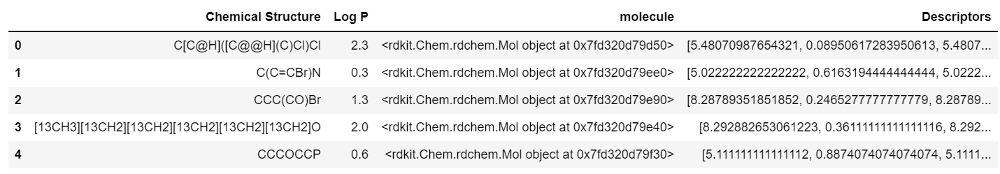 Chemical Structure Log P molecule Descriptors
0 C[C@H]([C@@H](C)Cl)Cl 2.3 <rdkit.Chem.rdchem.Mol object at 0x7fd320d79d50> [5.48070987654321, 0.08950617283950613, 5.4807...
1 C(C=CBr)N 0.3 <rdkit.Chem.rdchem.Mol object at 0x7fd320d79ee0> [5.022222222222222, 0.6163194444444444, 5.0222...
2 CCC(CO)Br 1.3 <rdkit.Chem.rdchem.Mol object at 0x7fd320d79e90> [8.28789351851852, 0.2465277777777779, 8.28789...
3 [13CH3][13CH2][13CH2][13CH2][13CH2][13CH2]O 2.0 <rdkit.Chem.rdchem.Mol object at 0x7fd320d79e40> [8.292882653061223, 0.36111111111111116, 8.292...
4 CCCOCCP 0.6 <rdkit.Chem.rdchem.Mol object at 0x7fd320d79f30> [5.111111111111112, 0.8874074074074074, 5.1111...